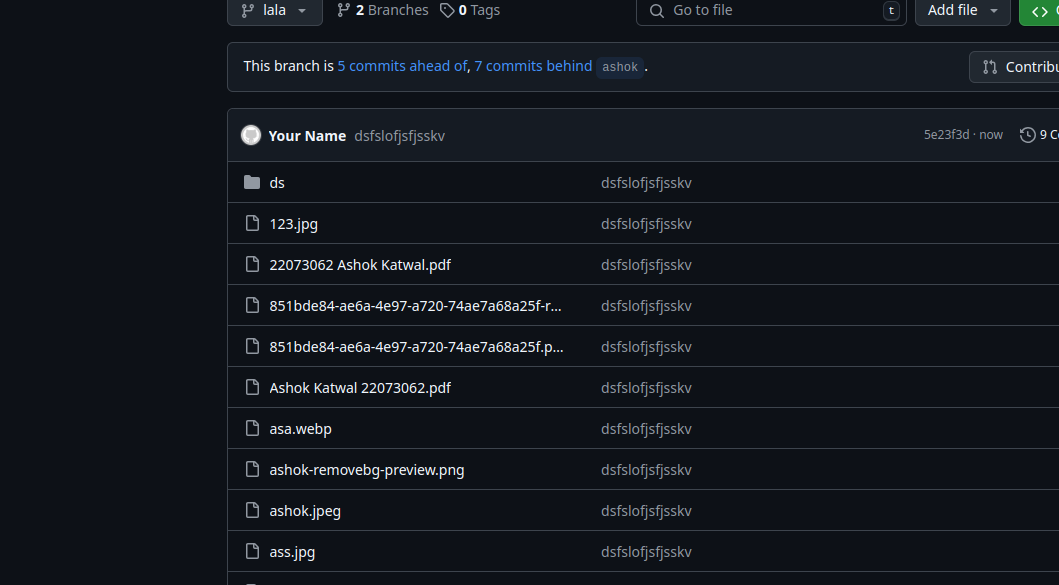 lala 2 Branches 0 Tags Go to file t Add file
This branch is 5 commits ahead of, 7 commits behind ashok .
Your Name dsfslofjsfjsskv 5e23f3d · now 9
ds dsfslofjsfjsskv
123.jpg dsfslofjsfjsskv
22073062 Ashok Katwal.pdf dsfslofjsfjsskv
851bde84-ae6a-4e97-a720-74ae7a68a25f-r... dsfslofjsfjsskv
851bde84-ae6a-4e97-a720-74ae7a68a25f.p... dsfslofjsfjsskv
Ashok Katwal 22073062.pdf dsfslofjsfjsskv
asa.webp dsfslofjsfjsskv
ashok-removebg-preview.png dsfslofjsfjsskv
ashok.jpeg dsfslofjsfjsskv
ass.jpg dsfslofjsfjsskv